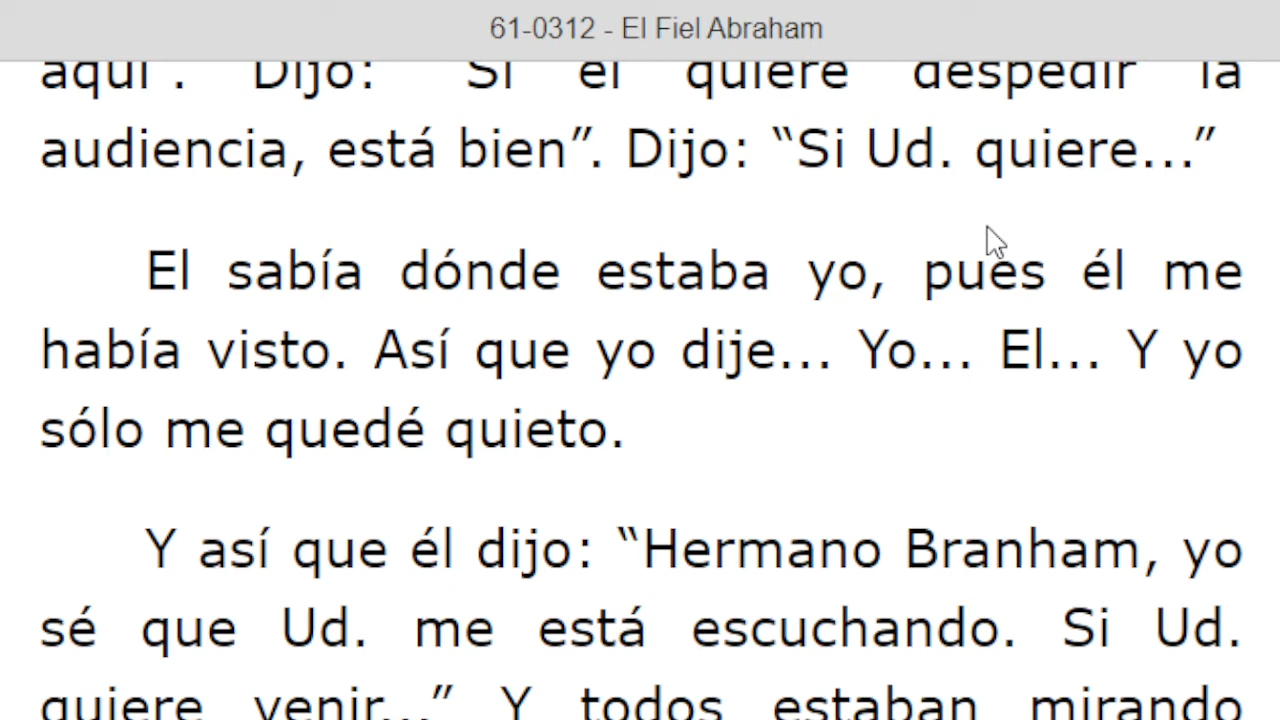 61-0312 - El Fiel Abraham
aquí”. Dijo: “Si él quiere despedir la
audiencia, está bien”. Dijo: “Si Ud. quiere...”
El sabía dónde estaba yo, pues él me
había visto. Así que yo dije... Yo... El... Y yo
sólo me quedé quieto.
Y así que él dijo: “Hermano Branham, yo
sé que Ud. me está escuchando. Si Ud.
quiere venir...” Y todos estaban mirando